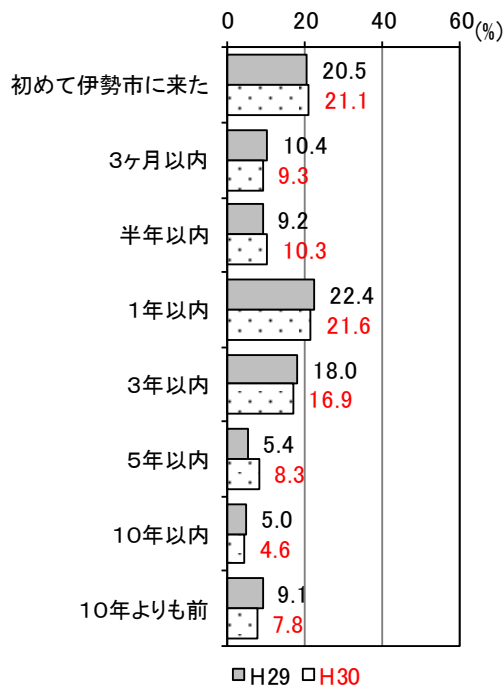 0 20 40 60
(%)
初めて伊勢市に来た 20.5
21.1
3ヶ月以内 10.4
9.3
半年以内 9.2
10.3
1年以内 22.4
21.6
3年以内 18.0
16.9
5年以内 5.4
8.3
10年以内 5.0
4.6
10年よりも前 9.1
7.8
H29 H30